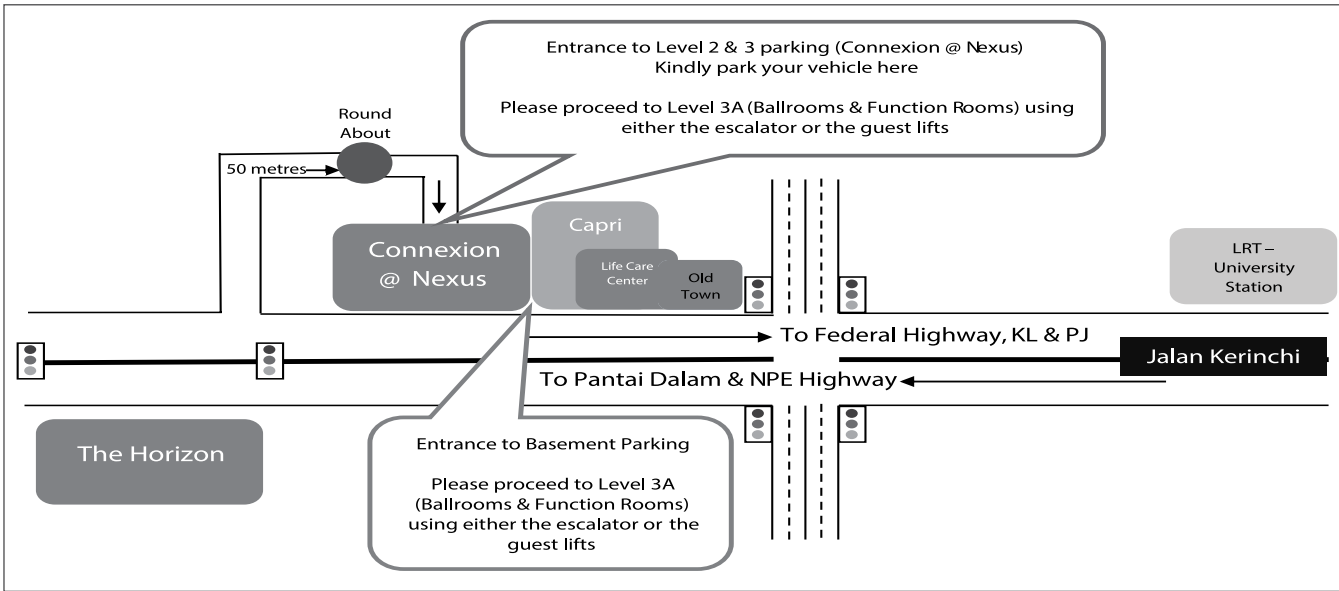 Entrance to Level 2 & 3 parking (Connexion @ Nexus)
Kindly park your vehicle here
Please proceed to Level 3A (Ballrooms & Function Rooms) using
either the escalator or the guest lifts
Round
About
50 metres
Connexion
@ Nexus
Capri
Life Care
Center
Old
Town
LRT –
University
Station
To Federal Highway, KL & PJ
Jalan Kerinchi
To Pantai Dalam & NPE Highway
The Horizon
Entrance to Basement Parking
Please proceed to Level 3A
(Ballrooms & Function Rooms)
using either the escalator or the
guest lifts